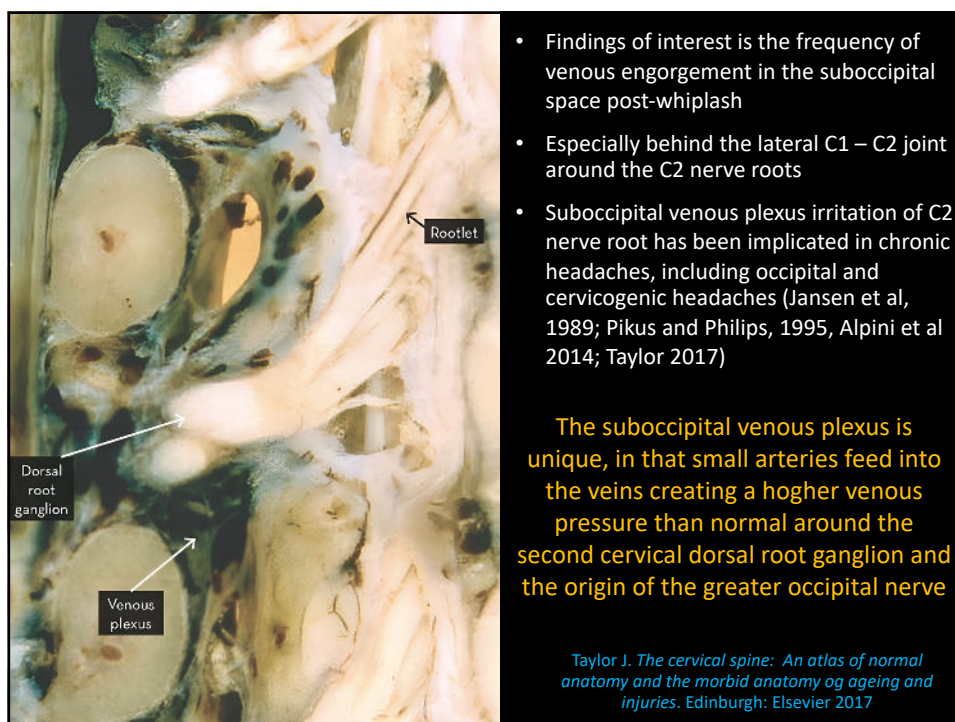 Rootlet
Dorsal
root
ganglion
Venous
plexus
• Findings of interest is the frequency of
venous engorgement in the suboccipital
space post-whiplash
• Especially behind the lateral C1 – C2 joint
around the C2 nerve roots
• Suboccipital venous plexus irritation of C2
nerve root has been implicated in chronic
headaches, including occipital and
cervicogenic headaches (Jansen et al,
1989; Pikus and Philips, 1995, Alpini et al
2014; Taylor 2017)
The suboccipital venous plexus is
unique, in that small arteries feed into
the veins creating a hogher venous
pressure than normal around the
second cervical dorsal root ganglion and
the origin of the greater occipital nerve
Taylor J. The cervical spine:  An atlas of normal
anatomy and the morbid anatomy og ageing and
injuries. Edinburgh: Elsevier 2017